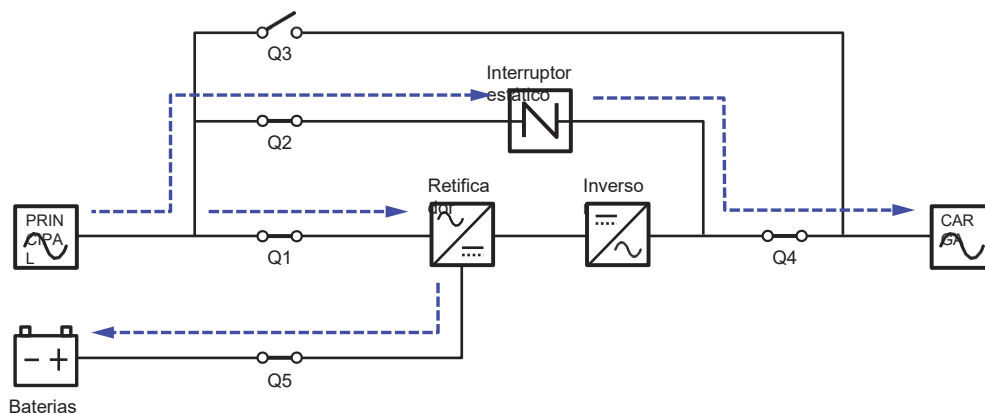 Q3
Interruptor
estático
Q2
Retifica
dor
Inverso
r
PRIN
CIPA
L
CAR
GA
Q1
Q4
Q5
Baterias